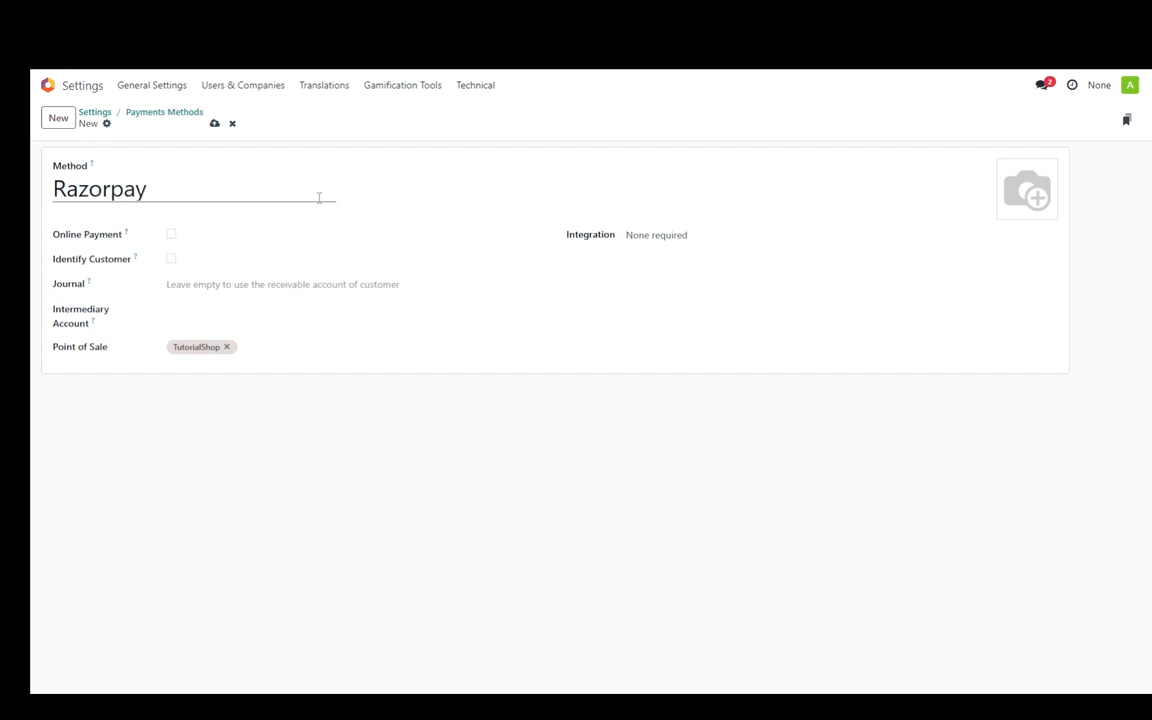 Settings General Settings Users & Companies Translations Gamification Tools Technical 2 None A
New Settings / Payments Methods
New
Method ?
Razorpay
Online Payment ? Integration None required
Identify Customer ?
Journal ? Leave empty to use the receivable account of customer
Intermediary
Account ?
Point of Sale TutorialShop